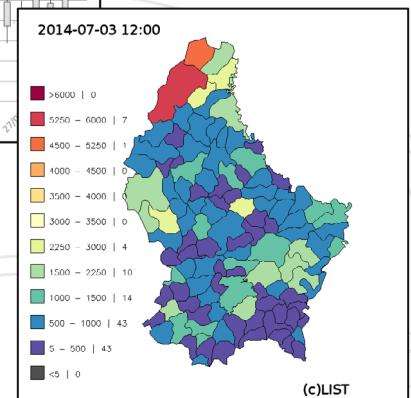 2014-07-03 12:00
>6000 | 0
5250 – 6000 | 7
4500 – 5250 | 1
4000 – 4500 | 0
3500 – 4000 |
3000 – 3500 | 0
2250 – 3000 | 4
1500 – 2250 | 10
1000 – 1500 | 14
500 – 1000 | 43
5 – 500 | 43
<5 | 0
(c)LIST